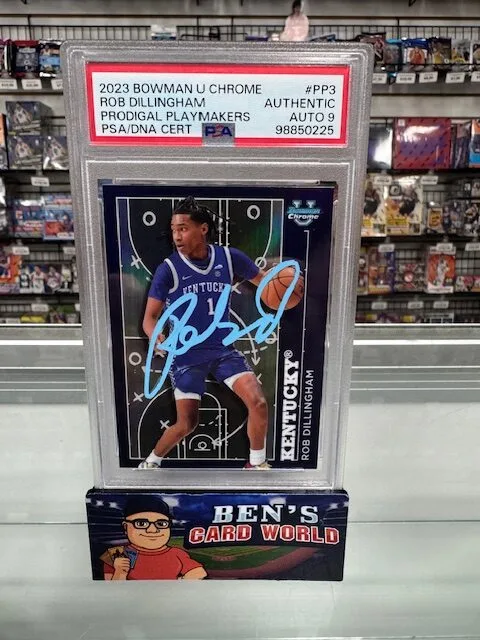 2023 BOWMAN U CHROME #PP3
ROB DILLINGHAM AUTHENTIC
PRODIGAL PLAYMAKERS AUTO 9
PSA/DNA CERT PSA 98850225
Chrome
KENTUCKY
1
KENTUCKY®
ROB DILLINGHAM
BEN'S
CARD WORLD